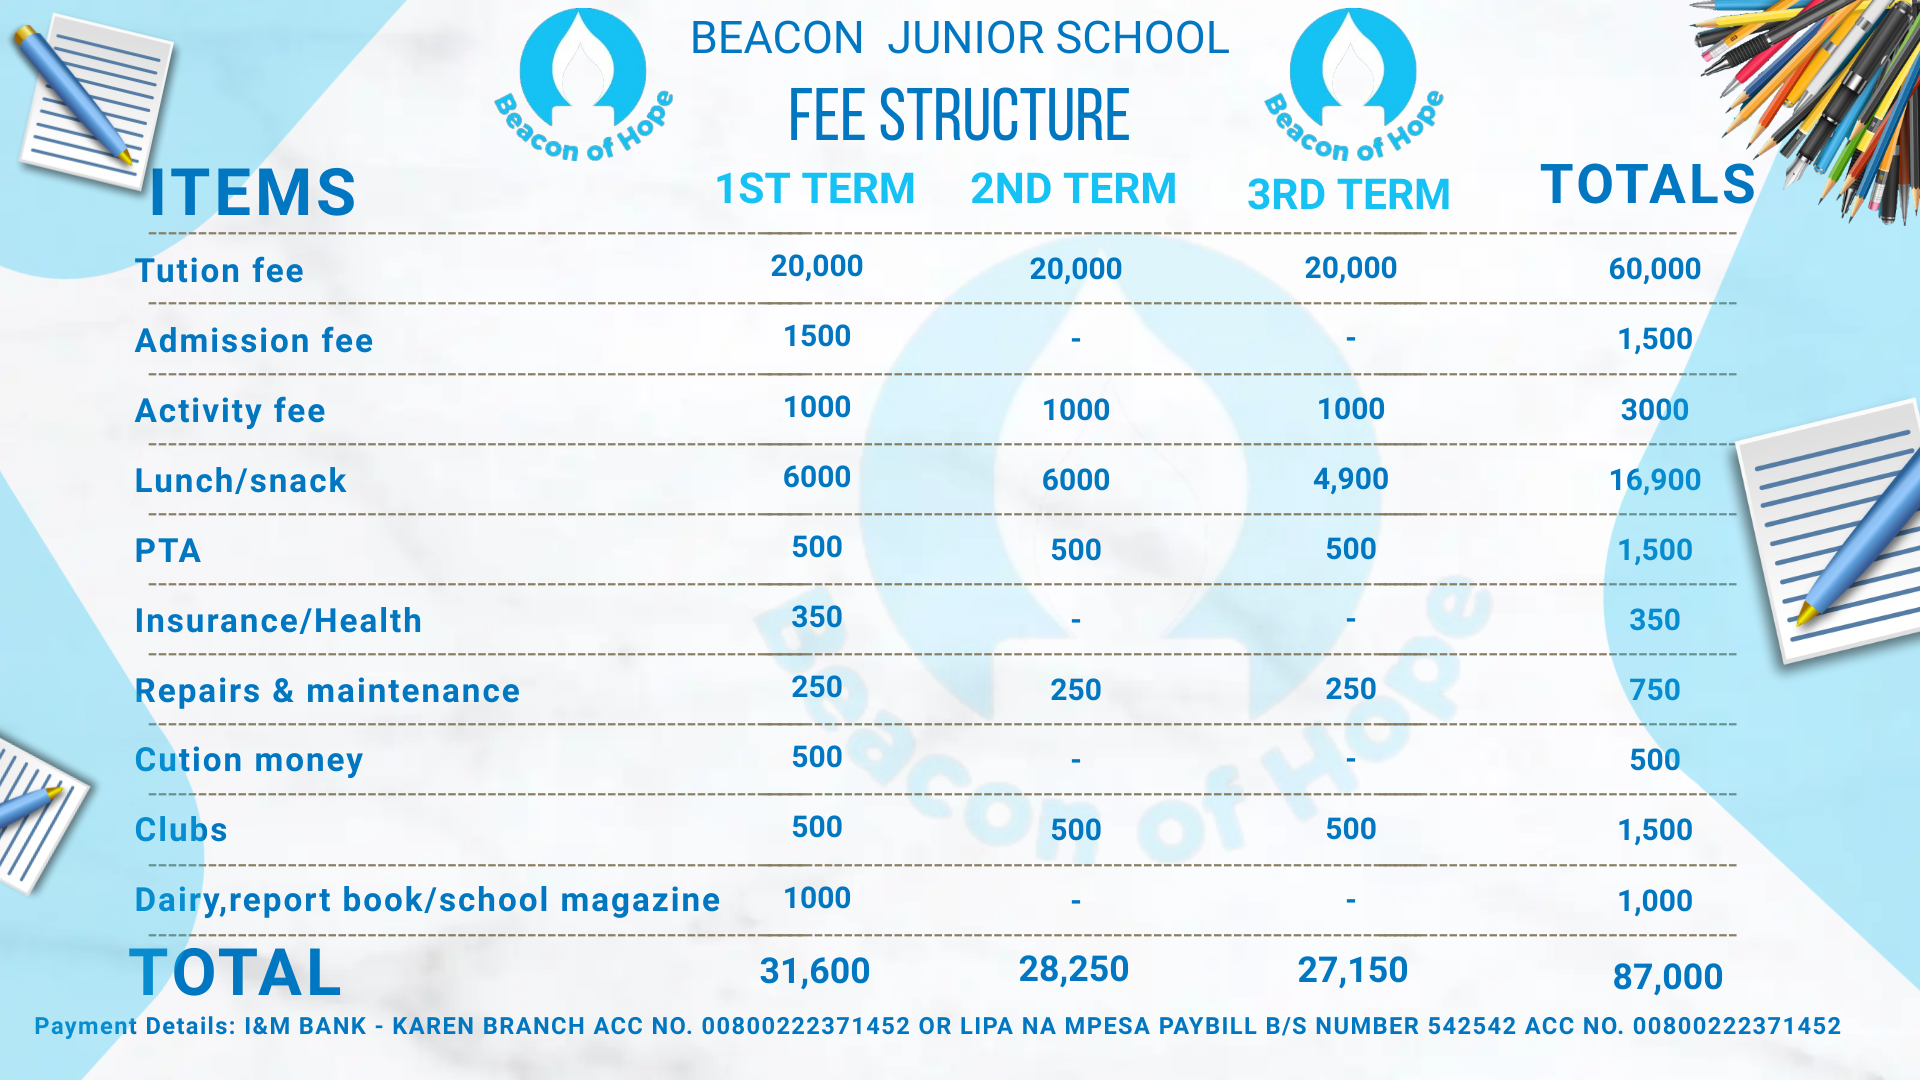 BEACON JUNIOR SCHOOL
FEE STRUCTURE
Beacon of Hope
Beacon of Hope
ITEMS 1ST TERM 2ND TERM 3RD TERM TOTALS
Tution fee 20,000 20,000 20,000 60,000
Admission fee 1500 - - 1,500
Activity fee 1000 1000 1000 3000
Lunch/snack 6000 6000 4,900 16,900
PTA 500 500 500 1,500
Insurance/Health 350 - - 350
Repairs & maintenance 250 250 250 750
Cution money 500 - - 500
Clubs 500 500 500 1,500
Dairy,report book/school magazine 1000 - - 1,000
Beacon of Hope
TOTAL 31,600 28,250 27,150 87,000
Payment Details: I&M BANK - KAREN BRANCH ACC NO. 00800222371452 OR LIPA NA MPESA PAYBILL B/S NUMBER 542542 ACC NO. 00800222371452